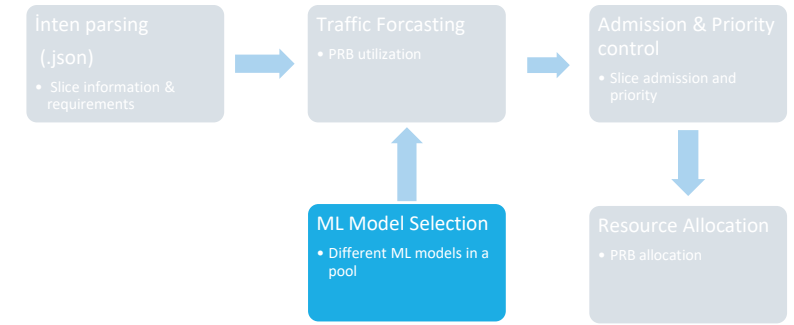 İnten parsing
(.json)
• Slice information &
requirements
Traffic Forcasting
• PRB utilization
Admission & Priority
control
• Slice admission and
priority
ML Model Selection
• Different ML models in a
pool
Resource Allocation
• PRB allocation